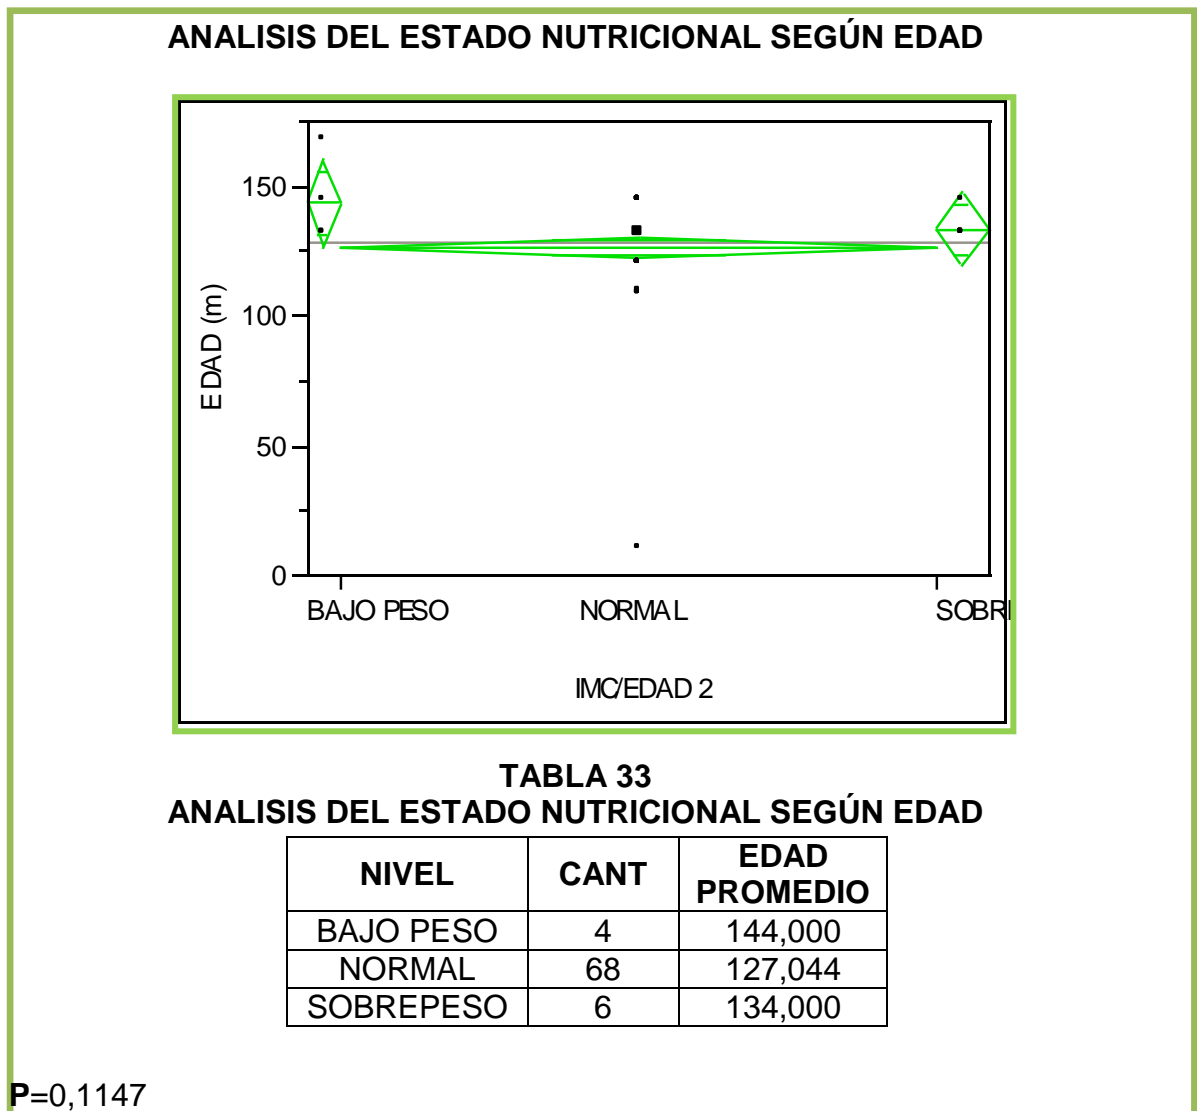 ANALISIS DEL ESTADO NUTRICIONAL SEGÚN EDAD
EDAD (m)
150
100
50
0
BAJO PESO NORMAL SOBR
IMC/EDAD 2
TABLA 33
ANALISIS DEL ESTADO NUTRICIONAL SEGÚN EDAD
NIVEL CANT EDAD PROMEDIO
BAJO PESO 4 144,000
NORMAL 68 127,044
SOBREPESO 6 134,000
P=0,1147